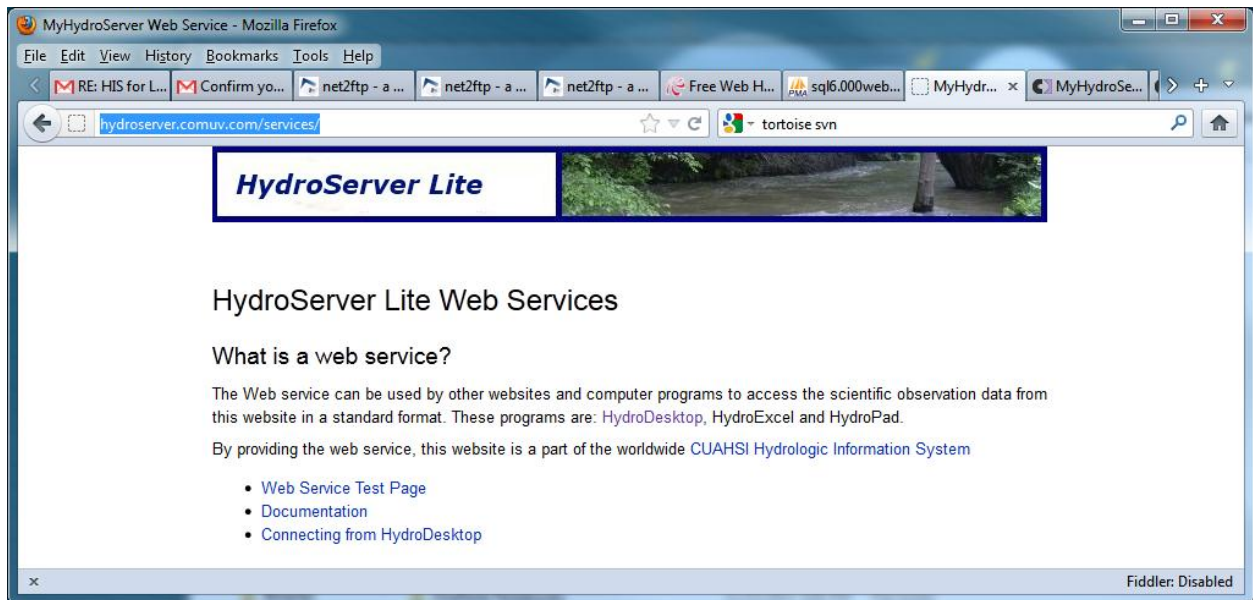 MyHydroServer Web Service - Mozilla Firefox
File Edit View History Bookmarks Tools Help
RE: HIS for L... Confirm yo... net2ftp - a ... net2ftp - a ... net2ftp - a ... Free Web H... sql6.000web... MyHydr... × MyHydroSe...
hydroserver.comuv.com/services/ tortoise svn
HydroServer Lite
HydroServer Lite Web Services
What is a web service?
The Web service can be used by other websites and computer programs to access the scientific observation data from
this website in a standard format. These programs are: HydroDesktop, HydroExcel and HydroPad.
By providing the web service, this website is a part of the worldwide CUAHSI Hydrologic Information System
• Web Service Test Page
• Documentation
• Connecting from HydroDesktop
× Fiddler: Disabled